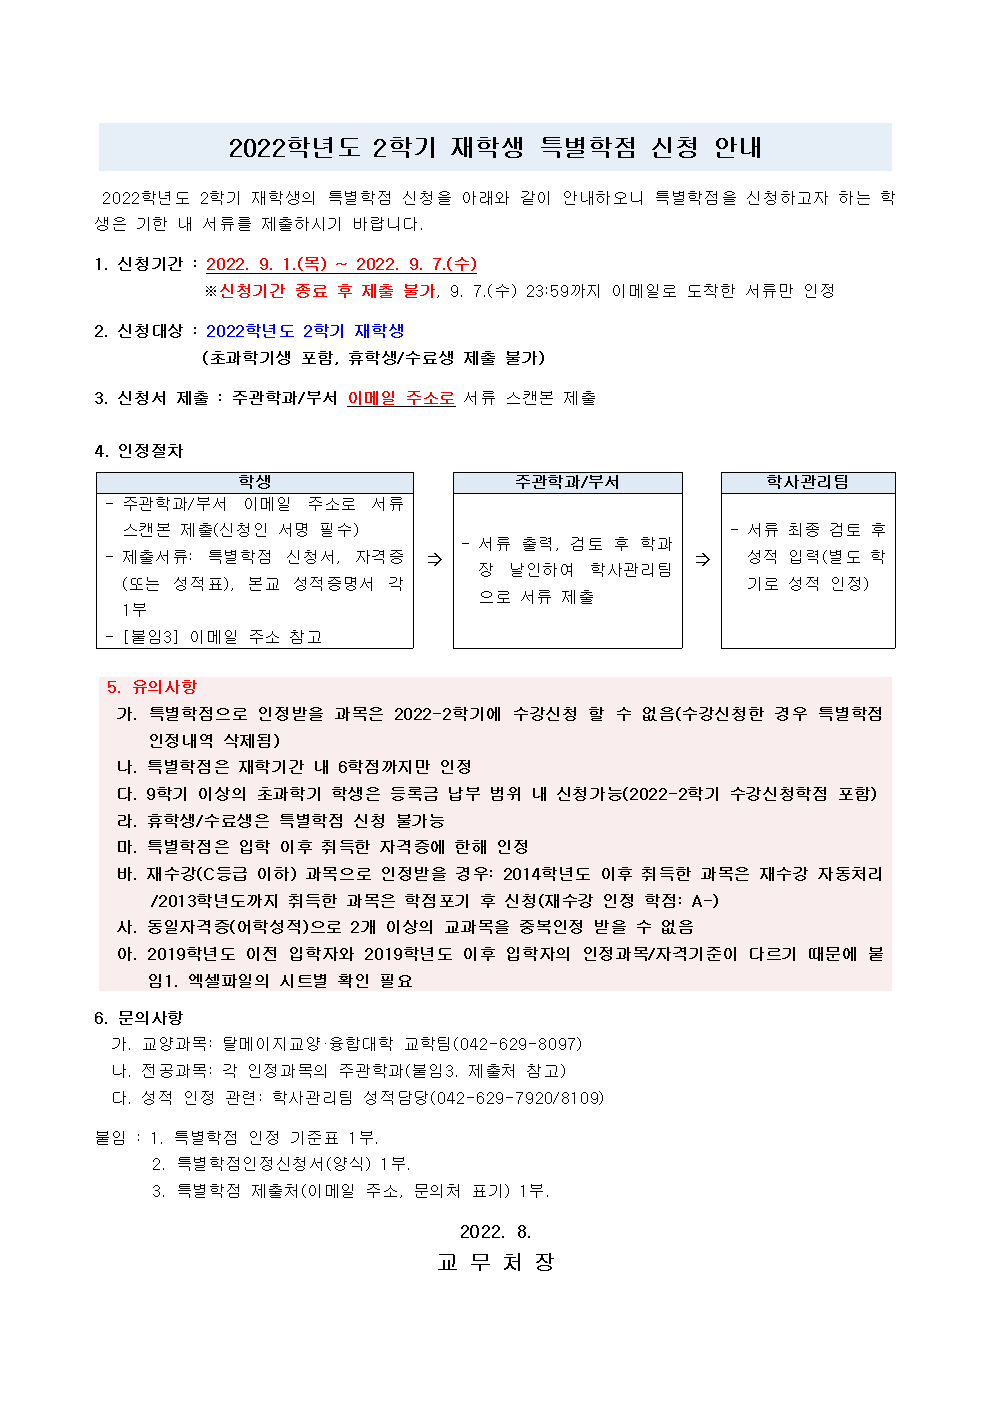 2022학년도 2학기 재학생 특별학점 신청 안내
2022학년도 2학기 재학생의 특별학점 신청을 아래와 같이 안내하오니 특별학점을 신청하고자 하는 학
생은 기한 내 서류를 제출하시기 바랍니다.
1. 신청기간 : 2022. 9. 1.(목) ~ 2022. 9. 7.(수)
※신청기간 종료 후 제출 불가, 9. 7.(수) 23:59까지 이메일로 도착한 서류만 인정
2. 신청대상 : 2022학년도 2학기 재학생
(초과학기생 포함, 휴학생/수료생 제출 불가)
3. 신청서 제출 : 주관학과/부서 이메일 주소로 서류 스캔본 제출
4. 인정절차
학생
- 주관학과/부서 이메일 주소로 서류
스캔본 제출(신청인 서명 필수)
- 제출서류: 특별학점 신청서, 자격증
(또는 성적표), 본교 성적증명서 각
1부
- [붙임3] 이메일 주소 참고
⇒
주관학과/부서
- 서류 출력, 검토 후 학과
장 날인하여 학사관리팀
으로 서류 제출
⇒
학사관리팀
- 서류 최종 검토 후
성적 입력(별도 학
기로 성적 인정)
5. 유의사항
가. 특별학점으로 인정받을 과목은 2022-2학기에 수강신청 할 수 없음(수강신청한 경우 특별학점
인정내역 삭제됨)
나. 특별학점은 재학기간 내 6학점까지만 인정
다. 9학기 이상의 초과학기 학생은 등록금 납부 범위 내 신청가능(2022-2학기 수강신청학점 포함)
라. 휴학생/수료생은 특별학점 신청 불가능
마. 특별학점은 입학 이후 취득한 자격증에 한해 인정
바. 재수강(C등급 이하) 과목으로 인정받을 경우: 2014학년도 이후 취득한 과목은 재수강 자동처리
/2013학년도까지 취득한 과목은 학점포기 후 신청(재수강 인정 학점: A-)
사. 동일자격증(어학성적)으로 2개 이상의 교과목을 중복인정 받을 수 없음
아. 2019학년도 이전 입학자와 2019학년도 이후 입학자의 인정과목/자격기준이 다르기 때문에 붙
임1. 엑셀파일의 시트별 확인 필요
6. 문의사항
가. 교양과목: 탈메이지교양·융합대학 교학팀(042-629-8097)
나. 전공과목: 각 인정과목의 주관학과(붙임3. 제출처 참고)
다. 성적 인정 관련: 학사관리팀 성적담당(042-629-7920/8109)
붙임 : 1. 특별학점 인정 기준표 1부.
2. 특별학점인정신청서(양식) 1부.
3. 특별학점 제출처(이메일 주소, 문의처 표기) 1부.
2022. 8.
교 무 처 장